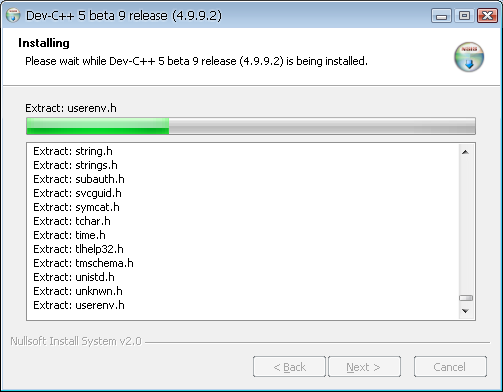 Dev-C++ 5 beta 9 release (4.9.9.2)
Installing
Please wait while Dev-C++ 5 beta 9 release (4.9.9.2) is being installed.
Extract: userenv.h
Extract: string.h
Extract: strings.h
Extract: subauth.h
Extract: svcguid.h
Extract: symcat.h
Extract: tchar.h
Extract: time.h
Extract: tlhelp32.h
Extract: tmschema.h
Extract: unistd.h
Extract: unknwn.h
Extract: userenv.h
Nullsoft Install System v2.0
< Back
Next >
Cancel